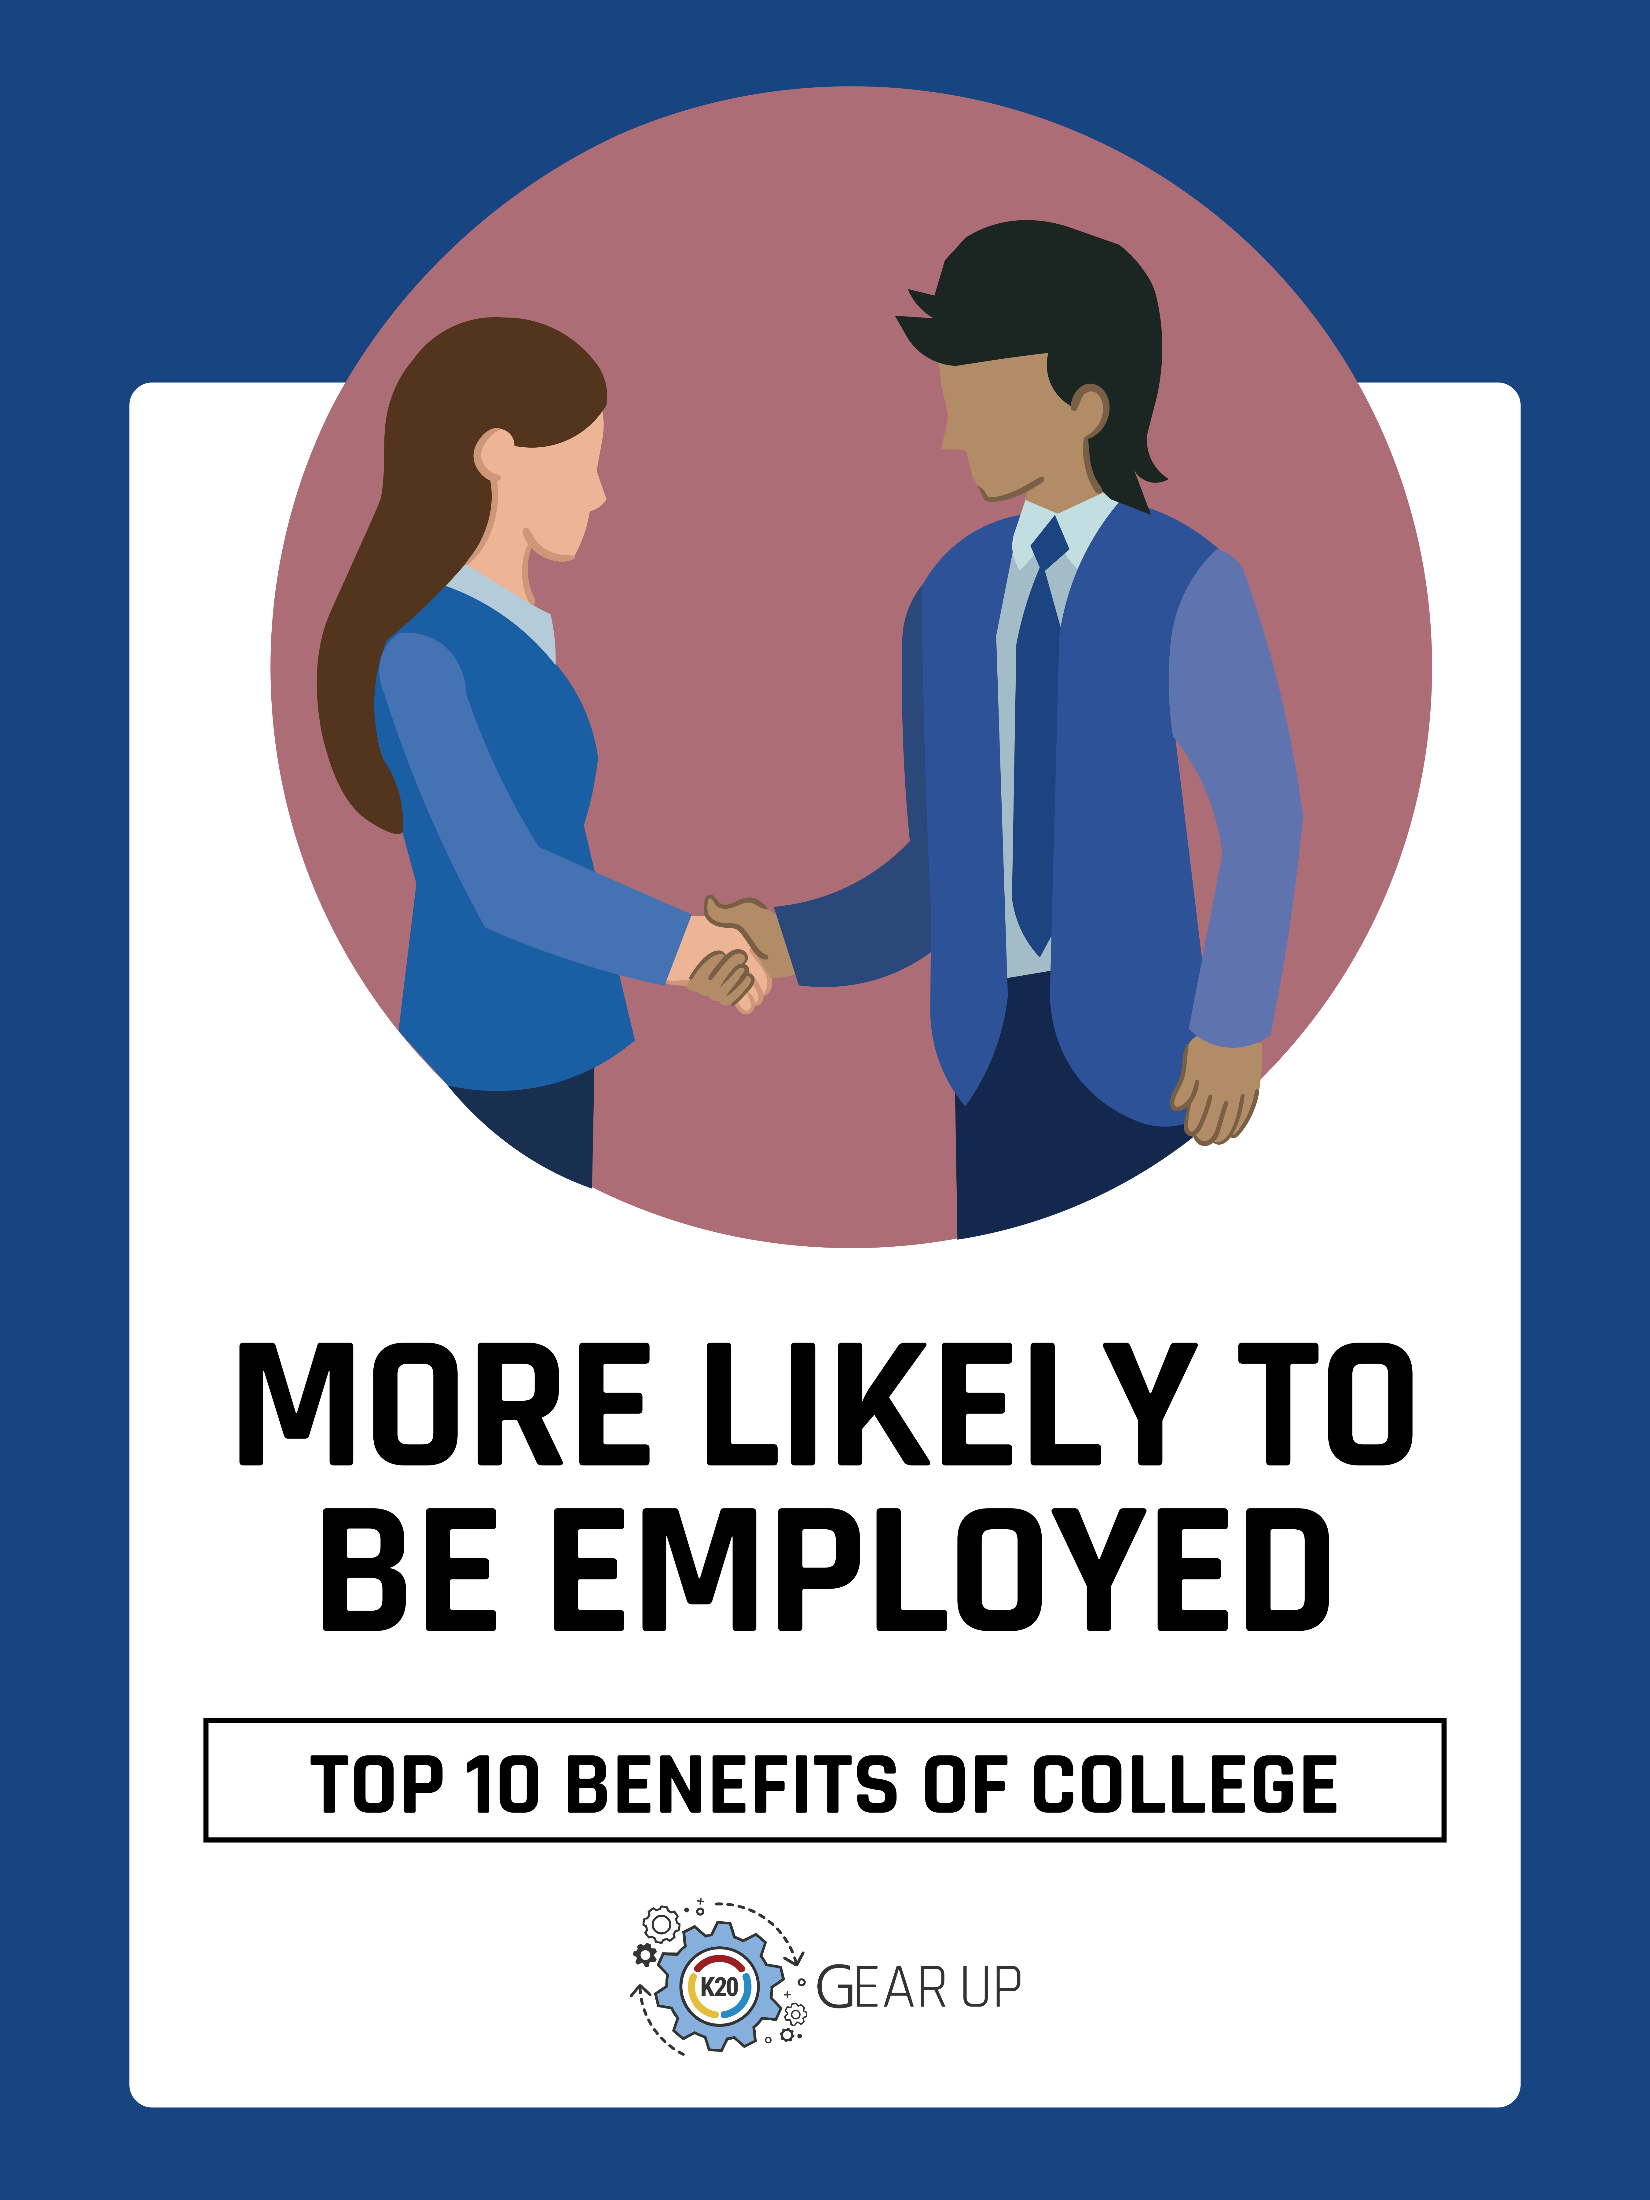 MORE LIKELY TO
BE EMPLOYED
TOP 10 BENEFITS OF COLLEGE
K20 GEAR UP